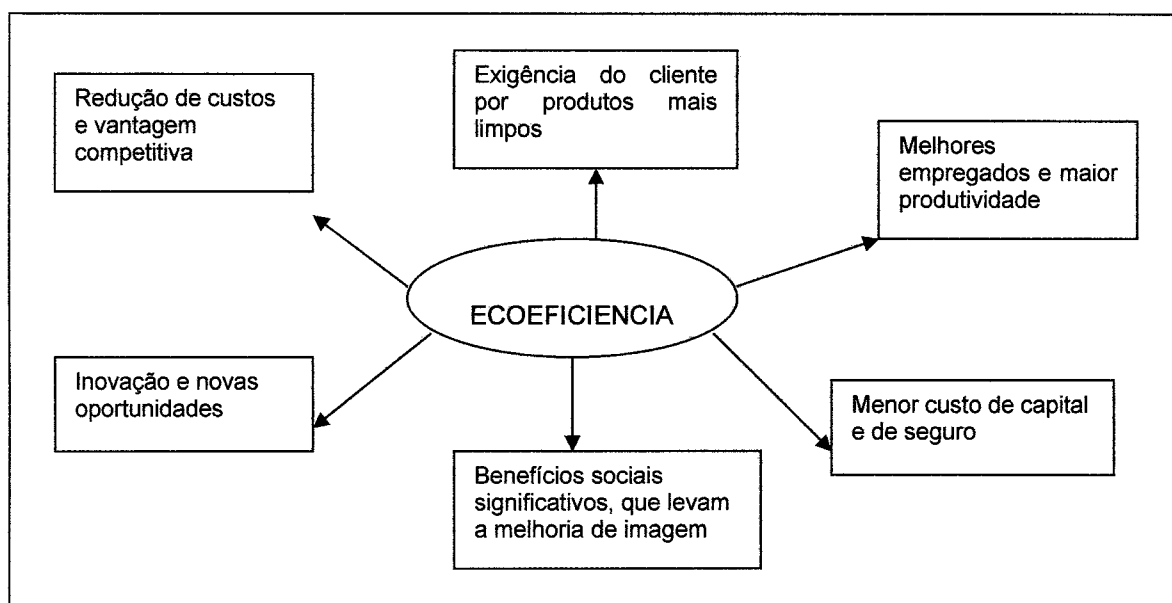 Exigência do cliente
por produtos mais
limpos
Redução de custos
e vantagem
competitiva
Melhores
empregados e maior
produtividade
ECOEFICIENCIA
Inovação e novas
oportunidades
Menor custo de capital
e de seguro
Benefícios sociais
significativos, que levam
a melhoria de imagem